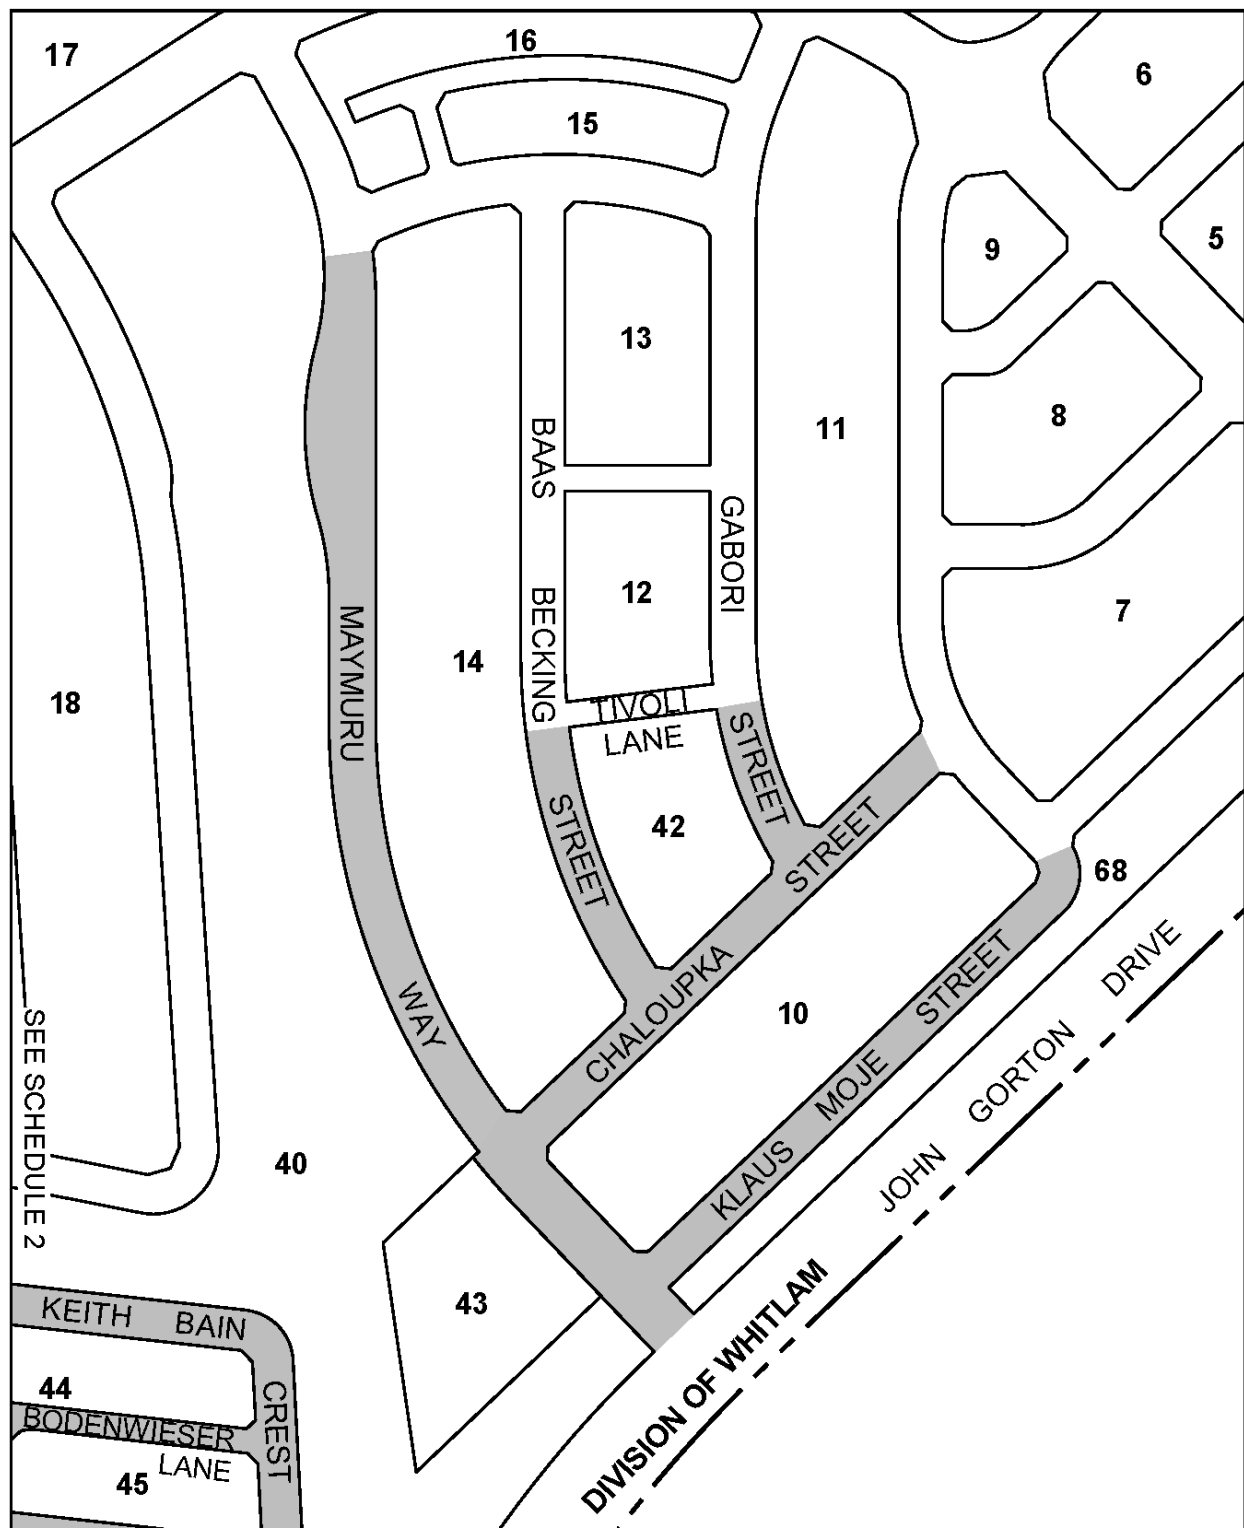 17
16
6
15
9
5
13
8
11
BAAS BECKING STREET
GABORI STREET
12
7
MAYMURU WAY
14
18
TIVOLI
LANE
42
CHALOUPKA STREET
68
10
KLAUS MOJE STREET
JOHN GORTON DRIVE
SEE SCHEDULE 2
40
43
DIVISION OF WHITLAM
KEITH BAIN CREST
44
BODENWIESER
LANE
45